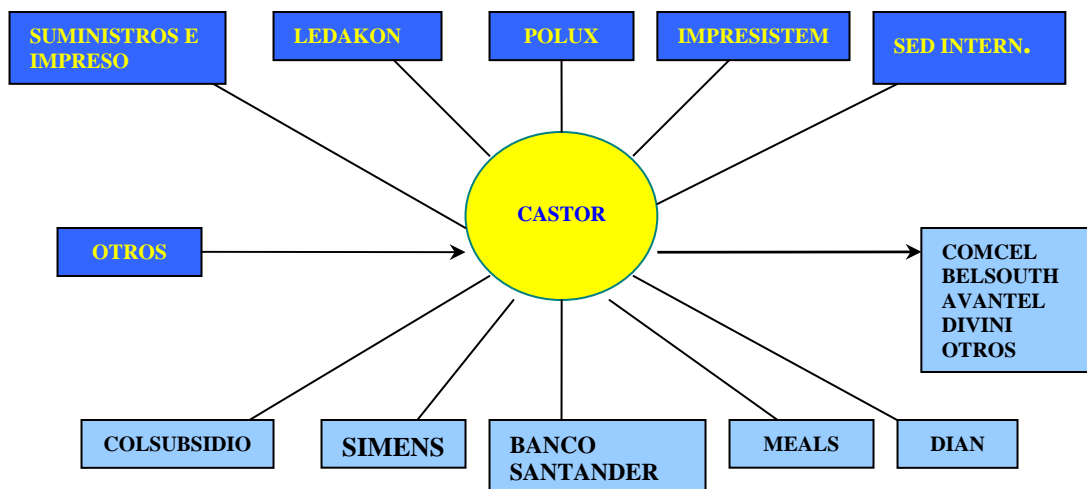 SUMINISTROS E
IMPRESO
LEDAKON
POLUX
IMPRESISTEM
SED INTERN.
CASTOR
OTROS
COMCEL
BELSOUTH
AVANTEL
DIVINI
OTROS
COLSUBSIDIO
SIMENS
BANCO
SANTANDER
MEALS
DIAN